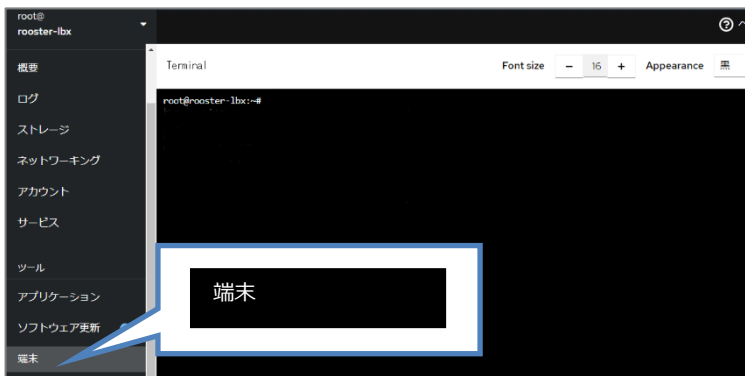 root@
rooster-lbx
概要
ログ
ストレージ
ネットワーキング
アカウント
サービス
ツール
アプリケーション
ソフトウェア更新
端末
Terminal
Font size − 16 + Appearance 黒
root@rooster-lbx:~#
端末